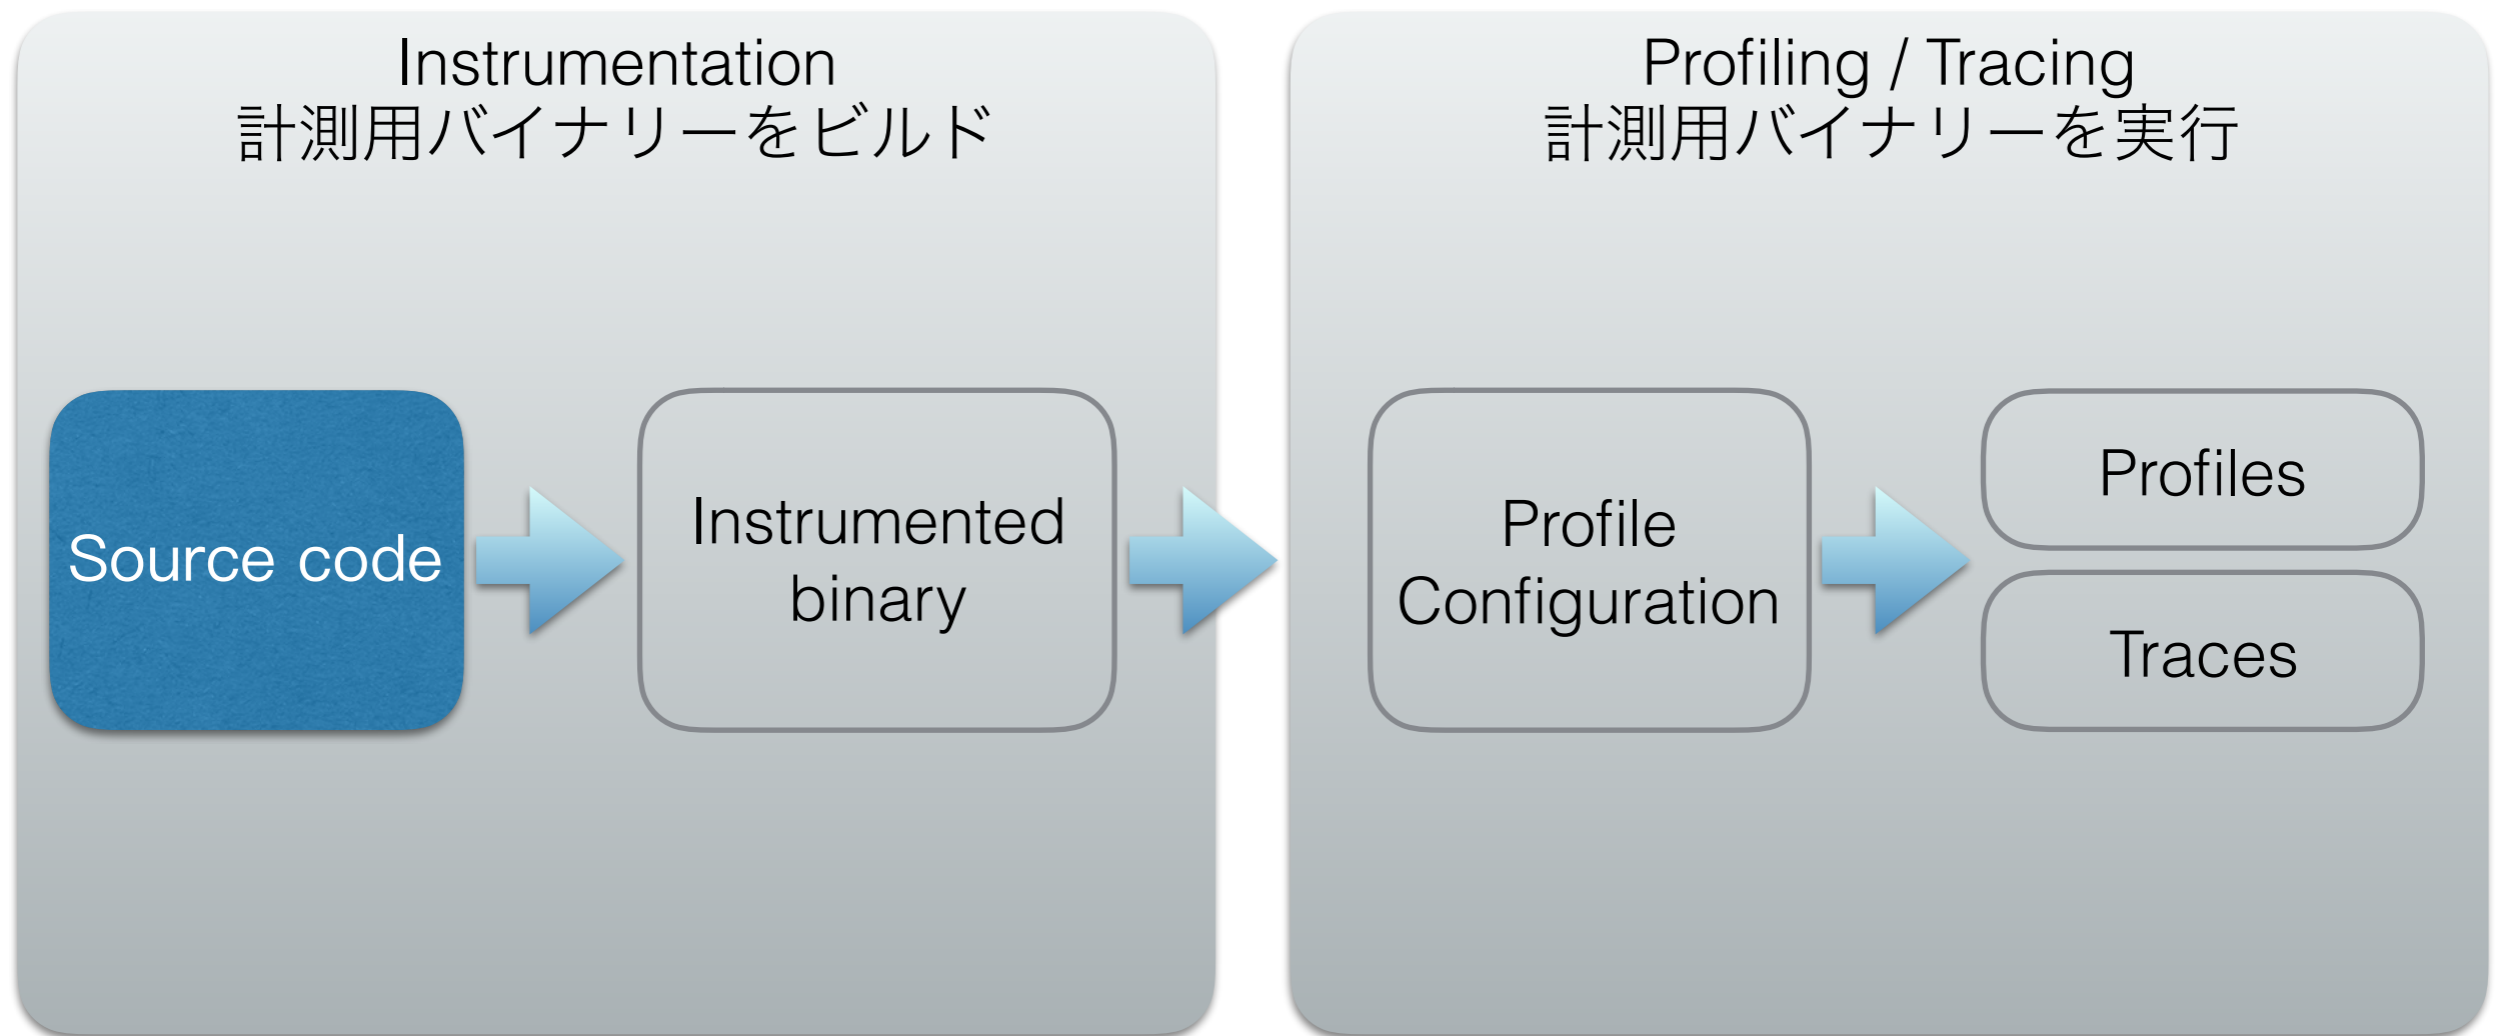 Instrumentation
計測用バイナリーをビルド
Source code
Instrumented
binary
Profiling / Tracing
計測用バイナリーを実行
Profile
Configuration
Profiles
Traces